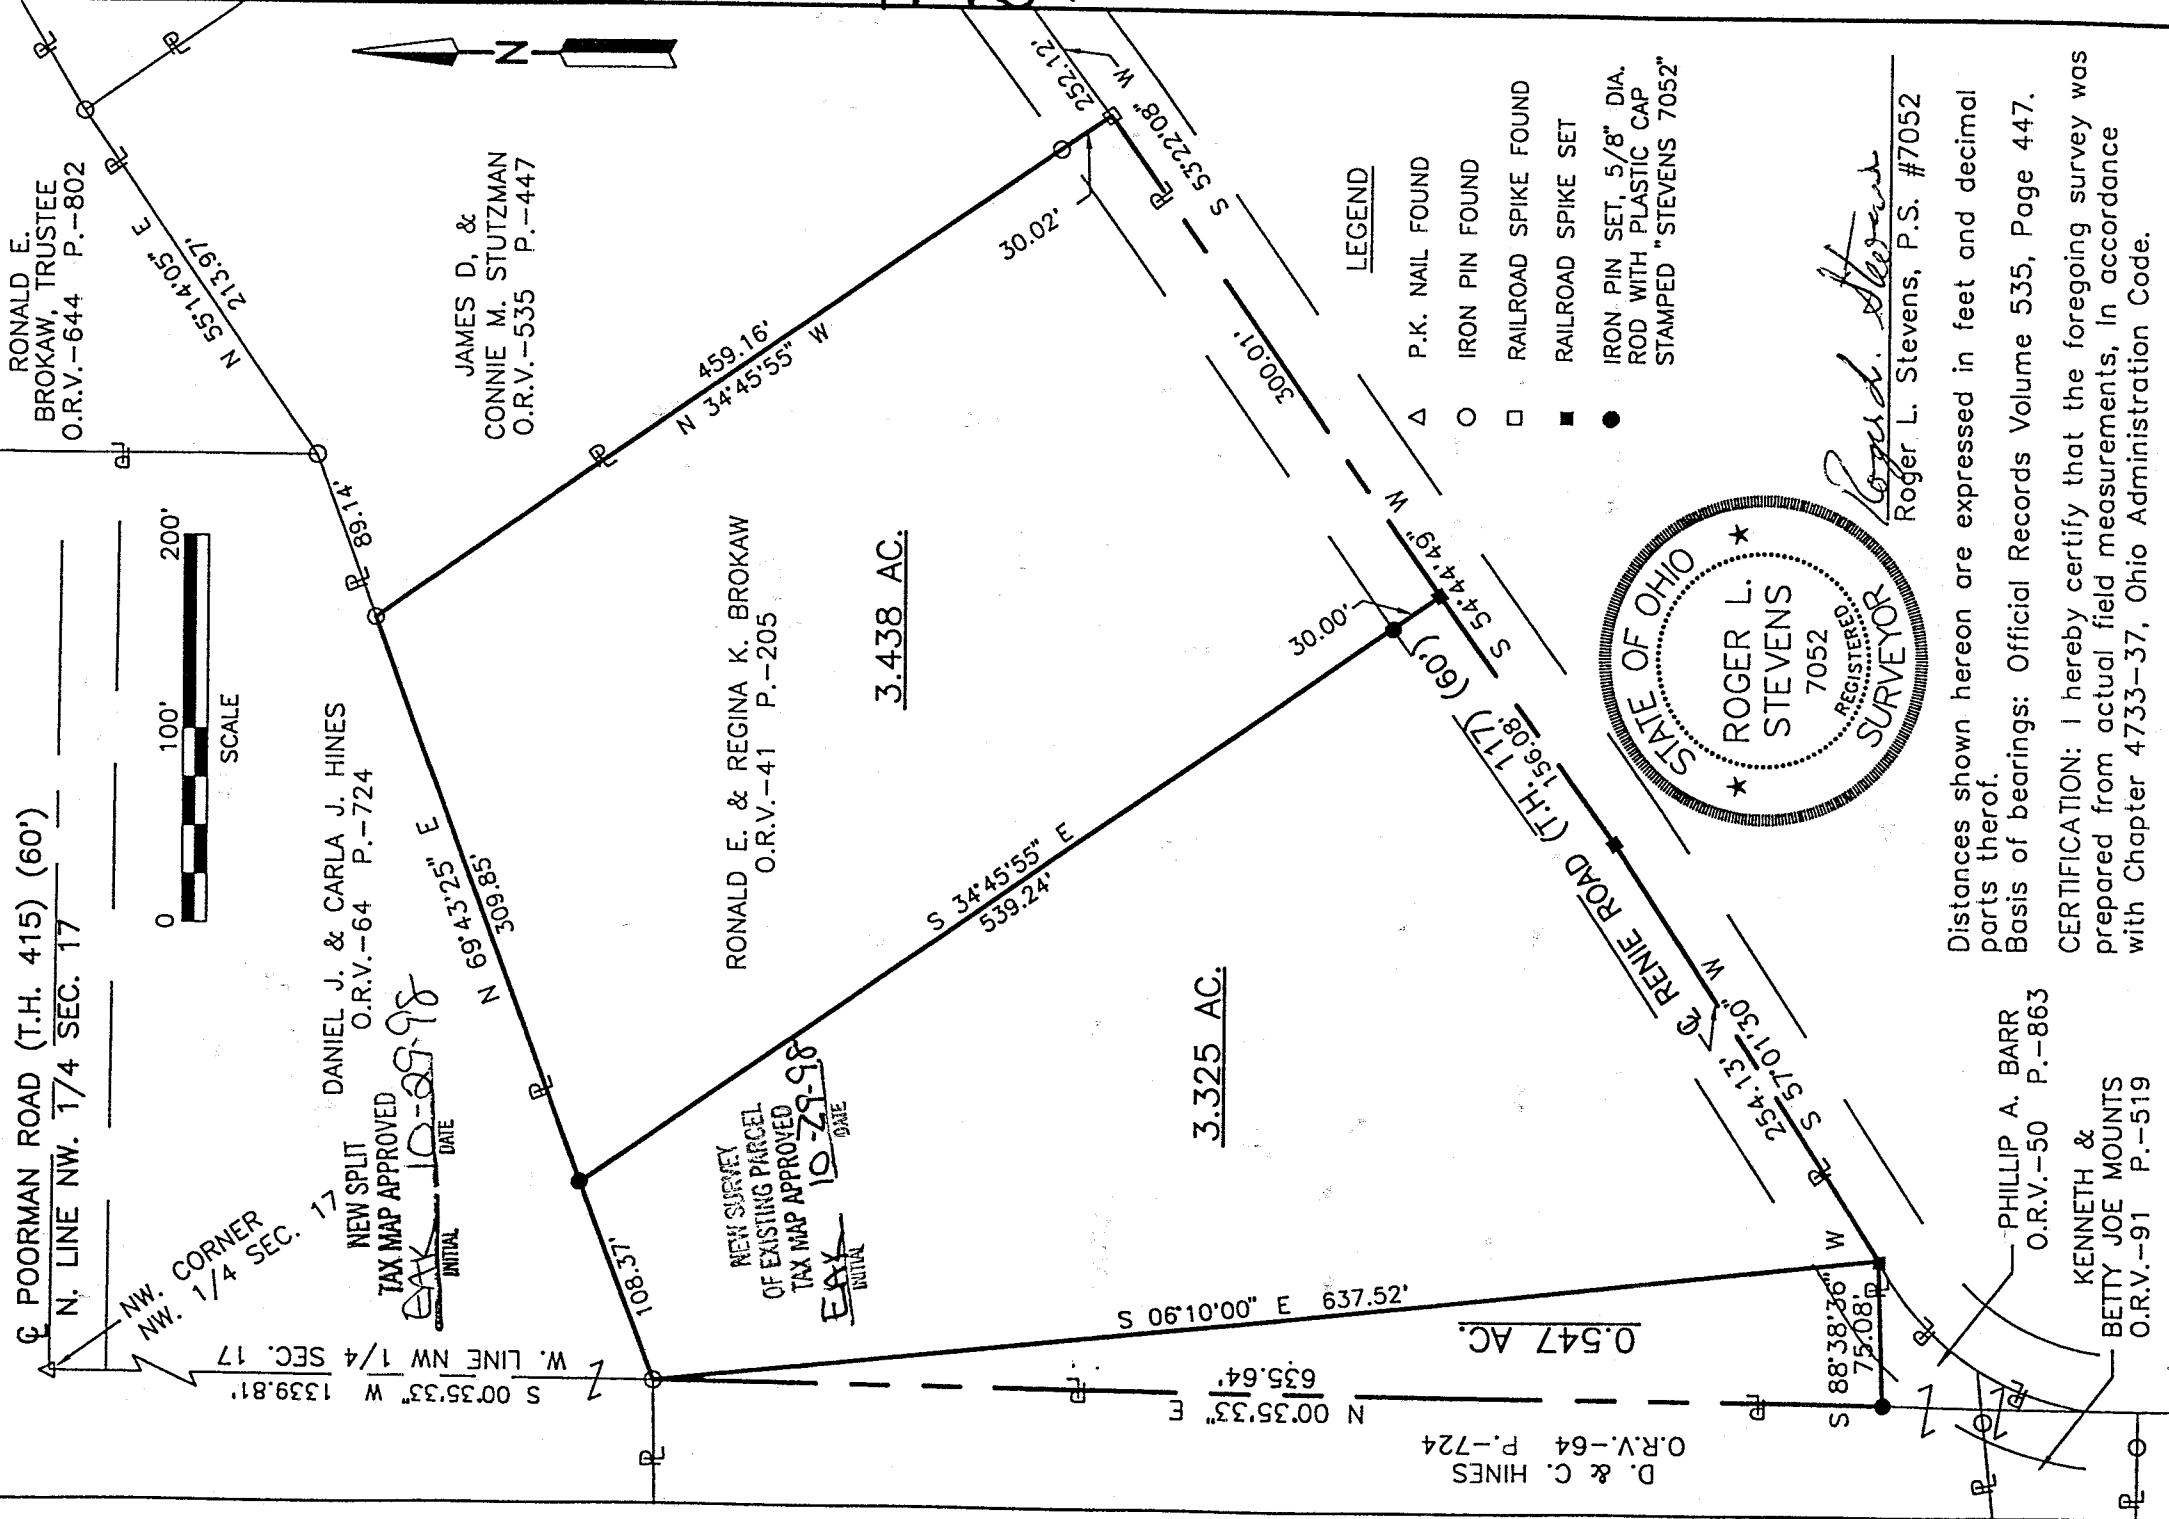 ℄ POORMAN ROAD (T.H. 415) (60')
N. LINE NW. 1/4 SEC. 17
NW. CORNER
NW. 1/4 SEC. 17
S 00°35'33" W 1339.81'
W. LINE NW 1/4 SEC. 17
0 100' 200'
SCALE
N
RONALD E.
BROKAW, TRUSTEE
O.R.V.-644 P.-802
N 55°14'05" E
213.97'
89.14'
JAMES D, &
CONNIE M. STUTZMAN
O.R.V.-535 P.-447
DANIEL J. & CARLA J. HINES
O.R.V.-64 P.-724
NEW SPLIT
TAX MAP APPROVED
EAK 10-29-98
INITIAL DATE
N 69°43'25" E
309.85'
108.37'
459.16'
N 34°45'55" W
30.02'
252.12'
S 53°22'08" W
RONALD E. & REGINA K. BROKAW
O.R.V.-41 P.-205
3.438 AC.
NEW SURVEY
OF EXISTING PARCEL
TAX MAP APPROVED
EAK 10-29-98
INITIAL DATE
S 34°45'55" E
539.24'
30.00'
300.01'
S 54°44'49" W
156.08'
℄ RENIE ROAD (T.H. 117) (60')
3.325 AC.
254.13'
S 57°01'30" W
S 06°10'00" E 637.52'
0.547 AC.
635.64'
N 00°35'33" E
D. & C. HINES
O.R.V.-64 P.-724
S 88°38'36" W
75.08'
PHILLIP A. BARR
O.R.V.-50 P.-863
KENNETH &
BETTY JOE MOUNTS
O.R.V.-91 P.-519
LEGEND
P.K. NAIL FOUND
IRON PIN FOUND
RAILROAD SPIKE FOUND
RAILROAD SPIKE SET
IRON PIN SET, 5/8" DIA.
ROD WITH PLASTIC CAP
STAMPED "STEVENS 7052"
STATE OF OHIO
ROGER L.
STEVENS
7052
REGISTERED
SURVEYOR
Roger L. Stevens
Roger L. Stevens, P.S. #7052
Distances shown hereon are expressed in feet and decimal
parts therof.
Basis of bearings: Official Records Volume 535, Page 447.
CERTIFICATION: I hereby certify that the foregoing survey was
prepared from actual field measurements, in accordance
with Chapter 4733-37, Ohio Administration Code.